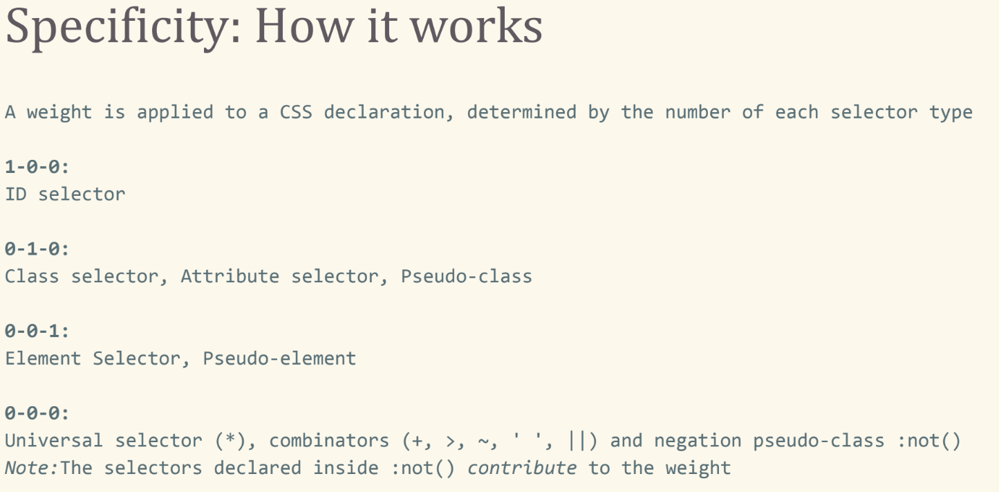 Specificity: How it works
A weight is applied to a CSS declaration, determined by the number of each selector type
1-0-0:
ID selector
0-1-0:
Class selector, Attribute selector, Pseudo-class
0-0-1:
Element Selector, Pseudo-element
0-0-0:
Universal selector (*), combinators (+, >, ~, ' ', ||) and negation pseudo-class :not()
Note:The selectors declared inside :not() contribute to the weight